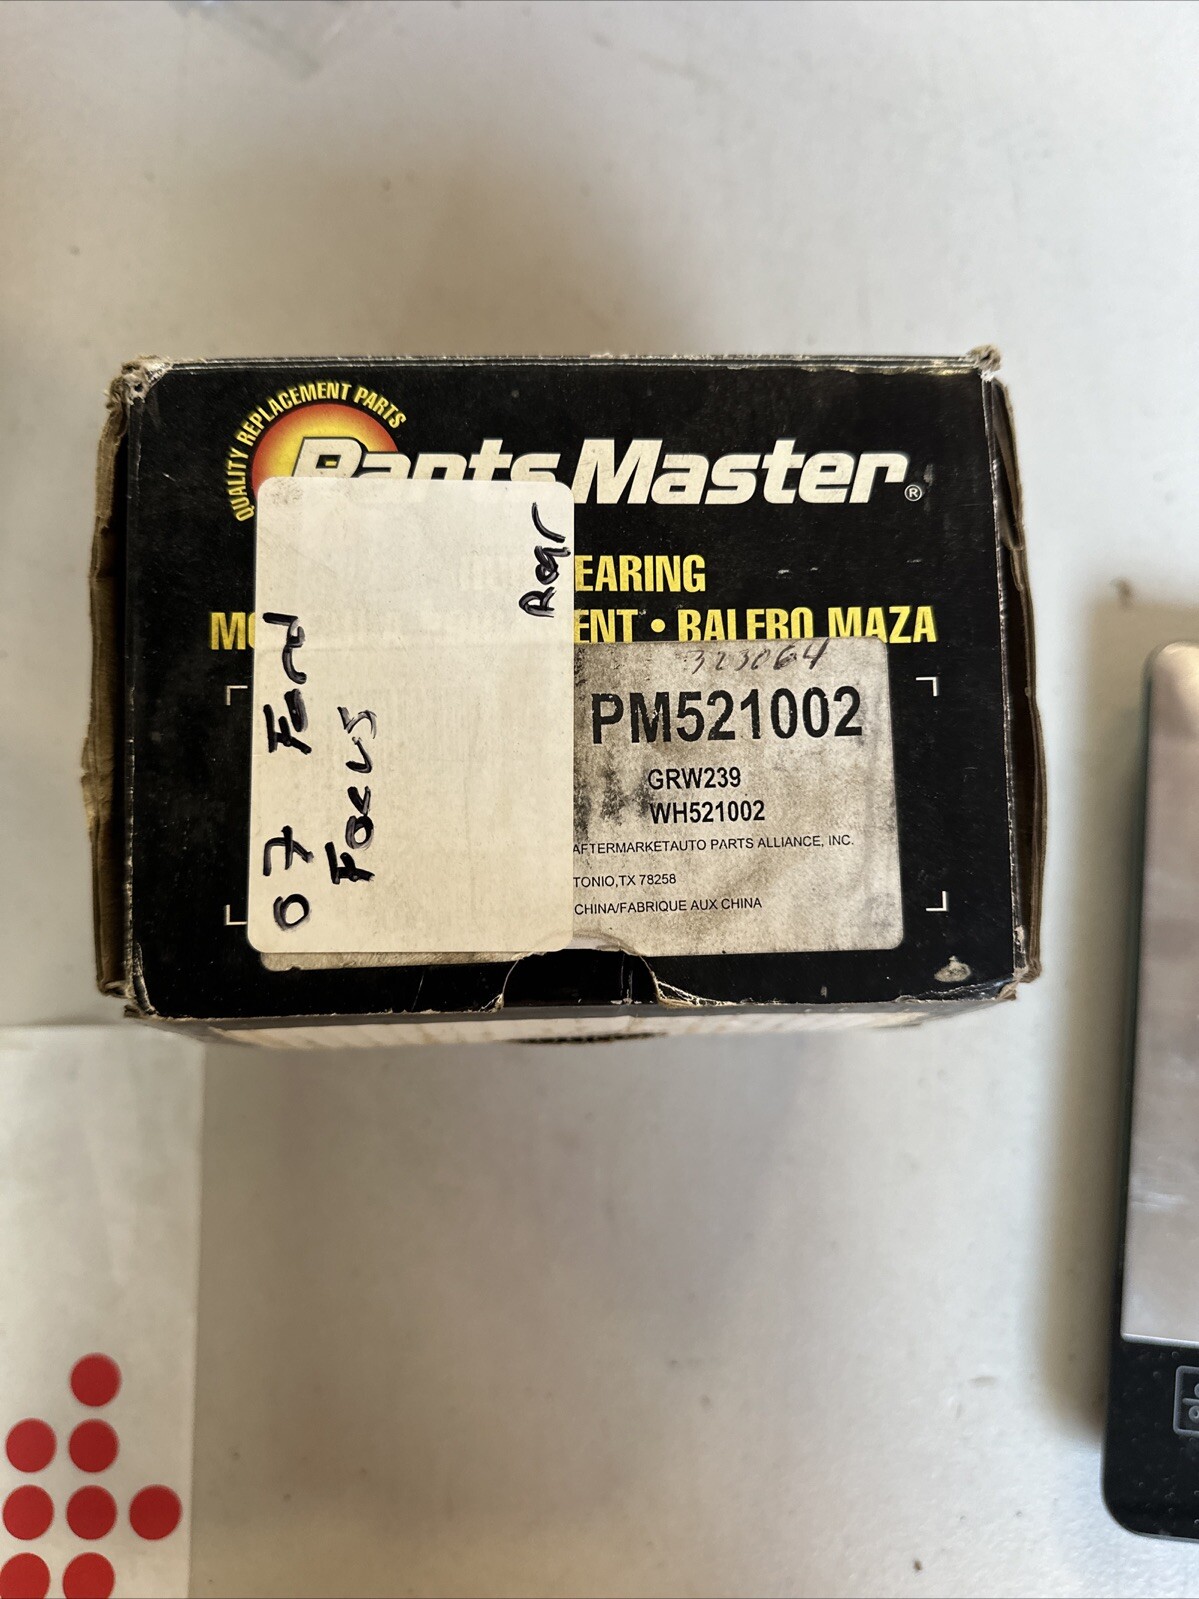 QUALITY REPLACEMENT PARTS
Parts Master®
EARING
ENT • BALERO MAZA
323064
PM521002
GRW239
WH521002
AFTERMARKETAUTO PARTS ALLIANCE, INC.
TONIO,TX 78258
CHINA/FABRIQUE AUX CHINA
07 Ford
Focus
Rear